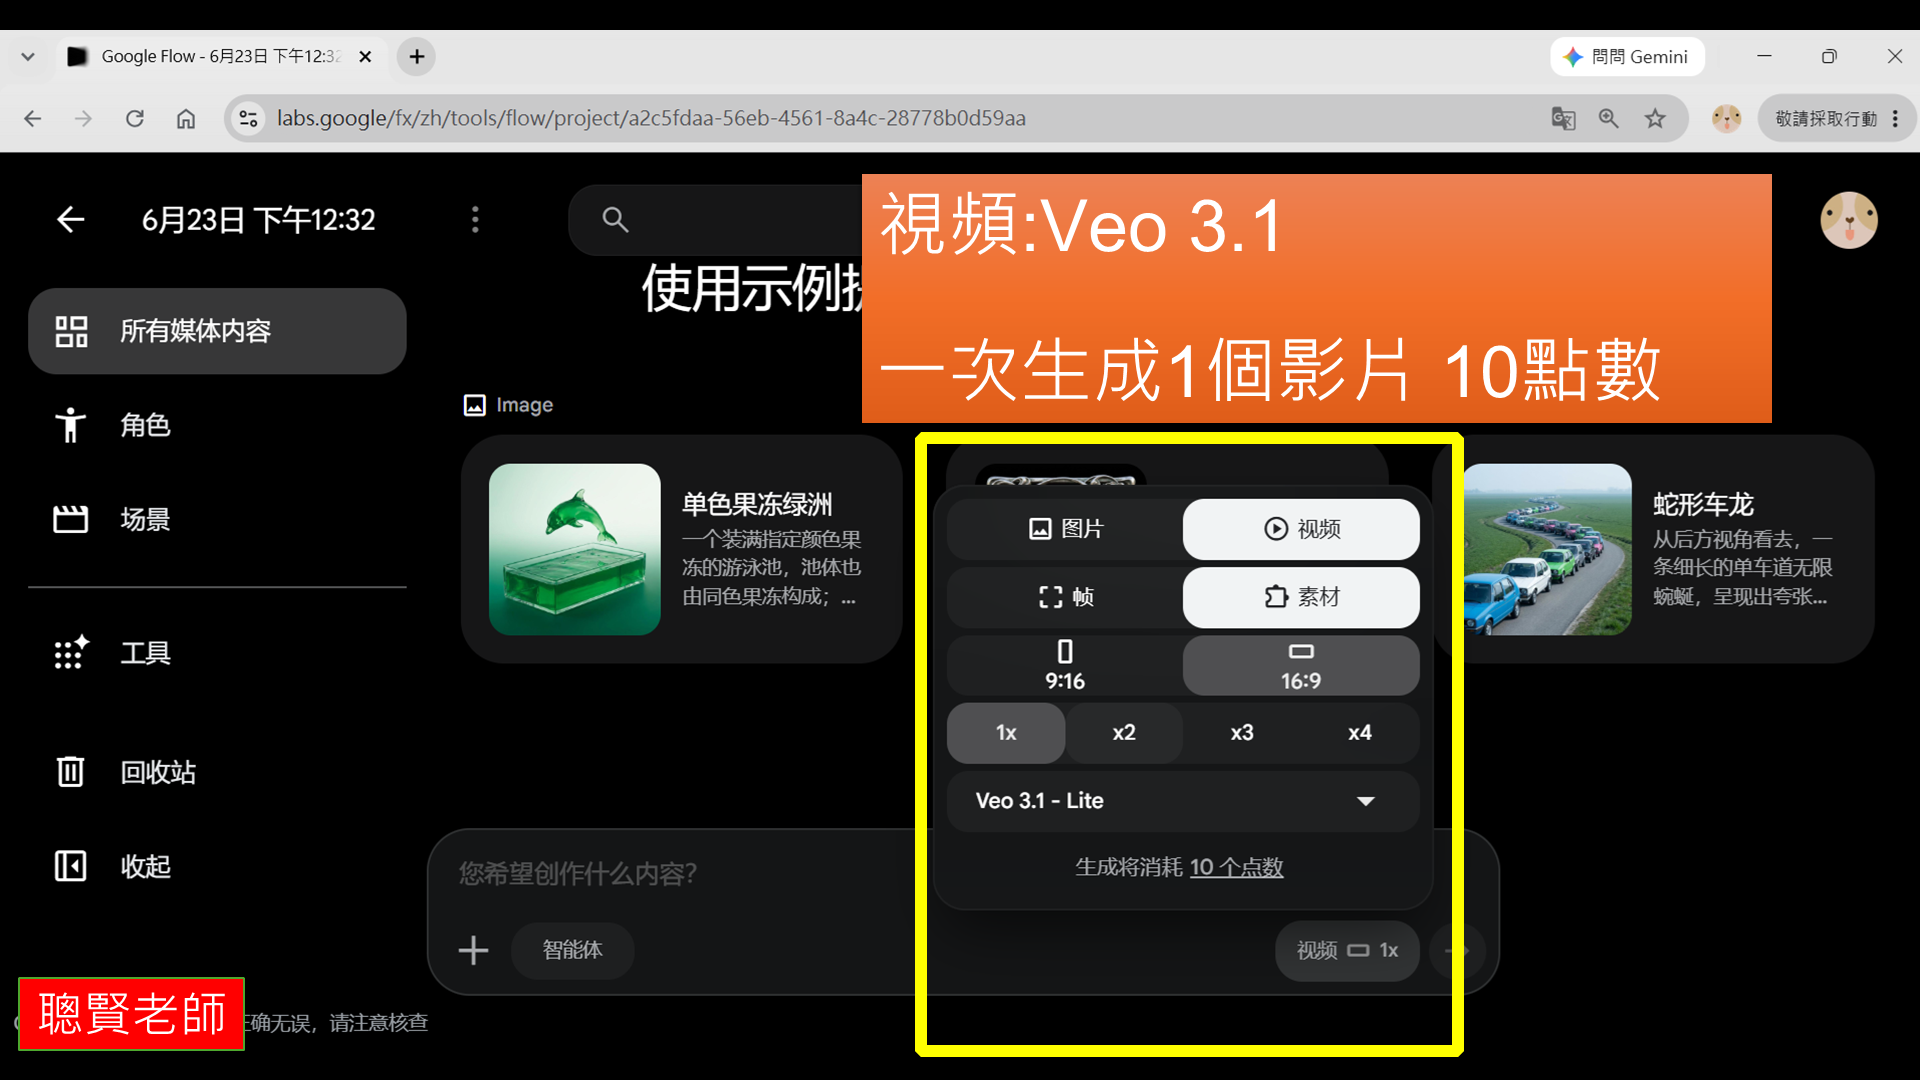 Google Flow - 6月23日 下午12:32
問問 Gemini
labs.google/fx/zh/tools/flow/project/a2c5fdaa-56eb-4561-8a4c-28778b0d59aa
敬請採取行動
6月23日 下午12:32
視頻:Veo 3.1
一次生成1個影片 10點數
使用示例
所有媒体内容
角色
场景
工具
回收站
收起
Image
单色果冻绿洲
一个装满指定颜色果
冻的游泳池，池体也
由同色果冻构成；...
蛇形车龙
从后方视角看去，一
条细长的单车道无限
蜿蜒，呈现出夸张...
图片
视频
帧
素材
9:16
16:9
1x
x2
x3
x4
Veo 3.1 - Lite
生成将消耗 10 个点数
您希望创作什么内容？
智能体
视频 1x
聰賢老師
正确无误，请注意核查